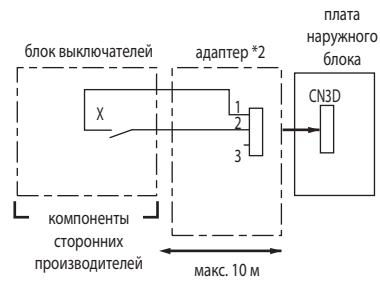 плата
наружного
блока
блок выключателей
адаптер *2
CN3D
X
1
2
3
компоненты
сторонних
производителей
макс. 10 м